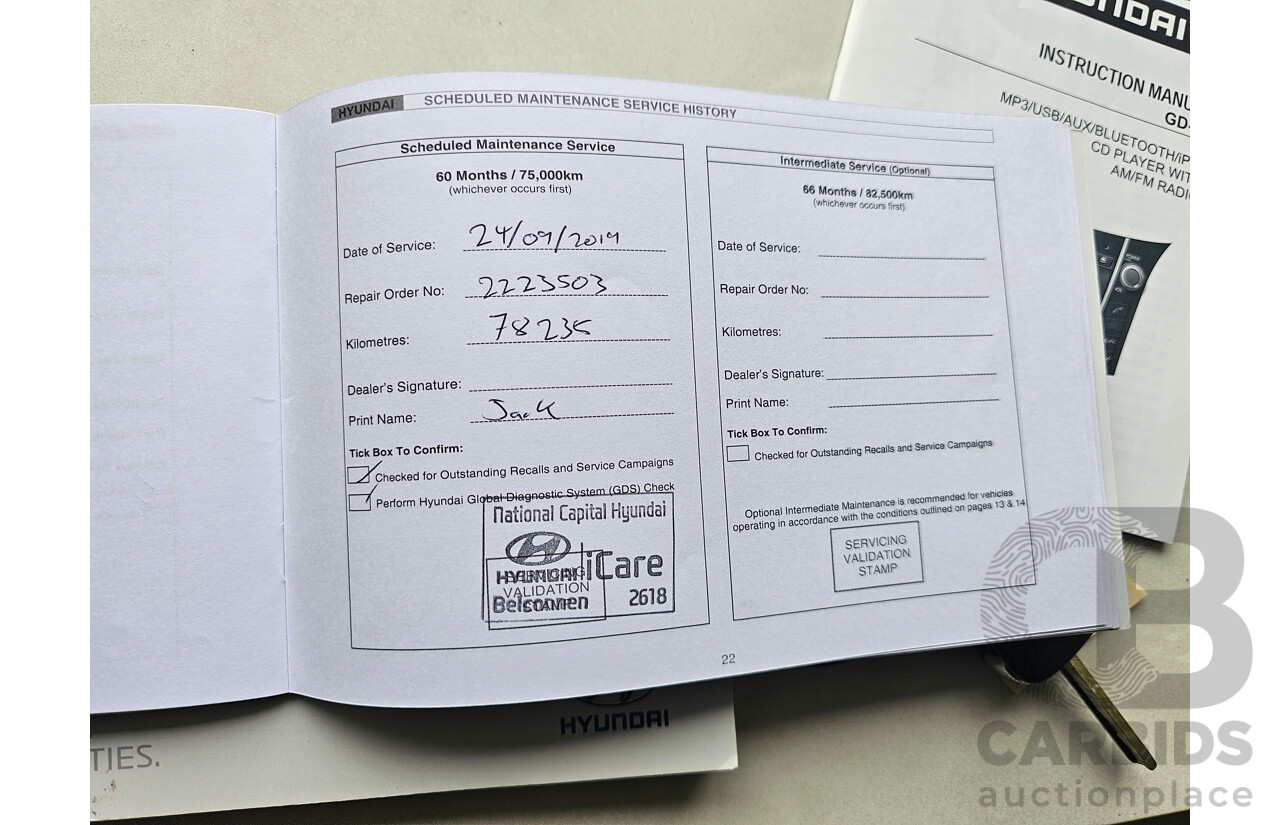 HYUNDAI SCHEDULED MAINTENANCE SERVICE HISTORY
Scheduled Maintenance Service
60 Months / 75,000km
(whichever occurs first)
Date of Service: 24/09/2019
Repair Order No: 2223503
Kilometres: 78235
Dealer's Signature:
Print Name: Jack
Tick Box To Confirm:
Checked for Outstanding Recalls and Service Campaigns
Perform Hyundai Global Diagnostic System (GDS) Check
National Capital Hyundai
HYUNDAI iCare
VALIDATION
Belconnen 2618
Intermediate Service (Optional)
66 Months / 82,500km
(whichever occurs first)
Date of Service:
Repair Order No:
Kilometres:
Dealer's Signature:
Print Name:
Tick Box To Confirm:
Checked for Outstanding Recalls and Service Campaigns
Optional Intermediate Maintenance is recommended for vehicles
operating in accordance with the conditions outlined on pages 13 & 14
SERVICING
VALIDATION
STAMP
22
INSTRUCTION MANU
GD-
MP3/USB/AUX/BLUETOOTH/iP
CD PLAYER WIT
AM/FM RADI
HYUNDAI
TIES.
CB
CARBIDS
auctionplace